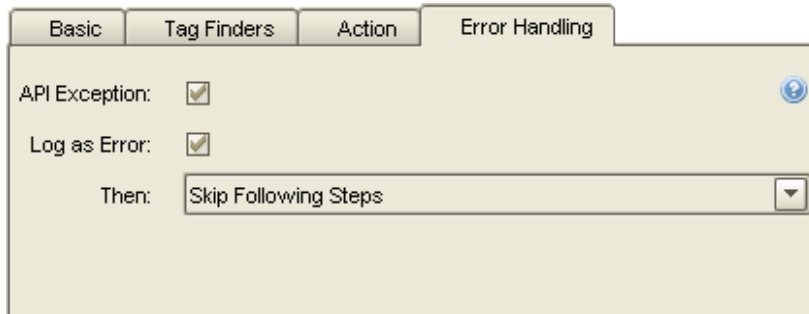 Basic Tag Finders Action Error Handling
API Exception:
Log as Error:
Then: Skip Following Steps